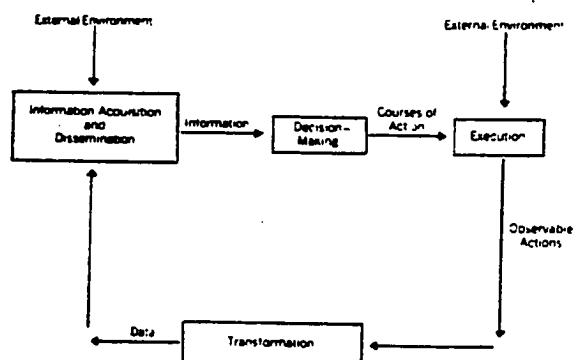 External Environment
External Environment
Information Acquisition
and
Dissemination
Information
Decision-
Making
Courses of
Action
Execution
Observable
Actions
Data
Transformation